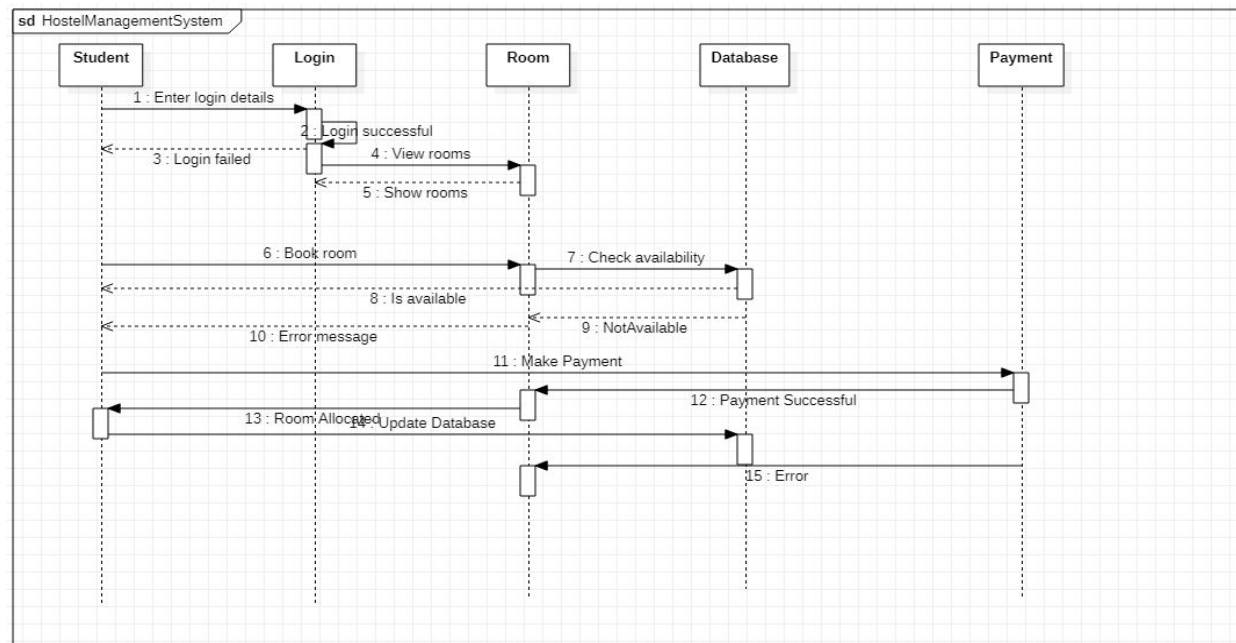 sd HostelManagementSystem
Student
Login
Room
Database
Payment
1 : Enter login details
2 : Login successful
3 : Login failed
4 : View rooms
5 : Show rooms
6 : Book room
7 : Check availability
8 : Is available
9 : NotAvailable
10 : Error message
11 : Make Payment
12 : Payment Successful
13 : Room Allocated
14 : Update Database
15 : Error